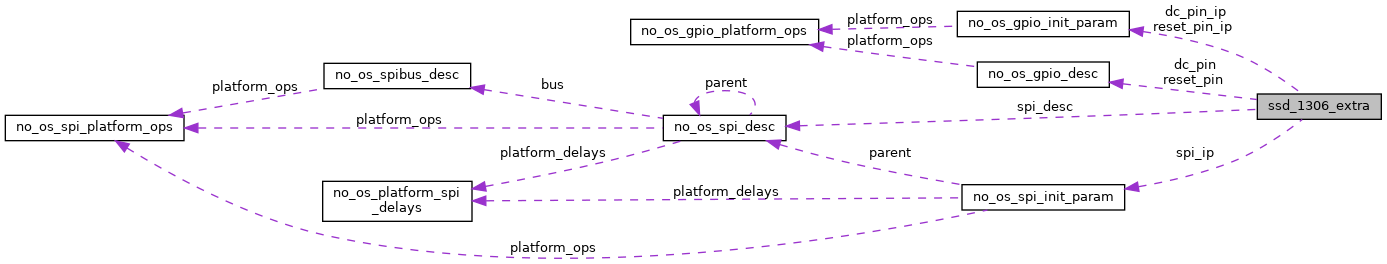 dc_pin_ip
reset_pin_ip
platform_ops
no_os_gpio_init_param
no_os_gpio_platform_ops
platform_ops
dc_pin
reset_pin
no_os_gpio_desc
no_os_spibus_desc
platform_ops
bus
parent
spi_desc
ssd_1306_extra
no_os_spi_platform_ops
platform_ops
no_os_spi_desc
platform_delays
parent
spi_ip
no_os_platform_spi
_delays
platform_delays
no_os_spi_init_param
platform_ops